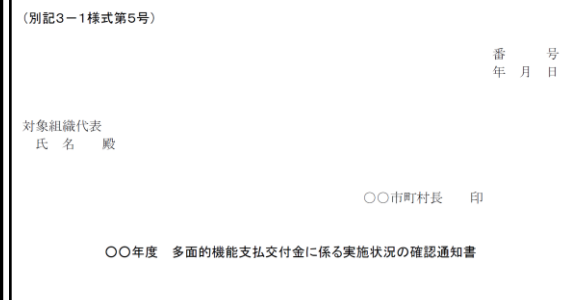 （別記３－１様式第５号）
番　　　号
年　月　日
対象組織代表
氏　名　　殿
〇〇市町村長　　印
〇〇年度　多面的機能支払交付金に係る実施状況の確認通知書